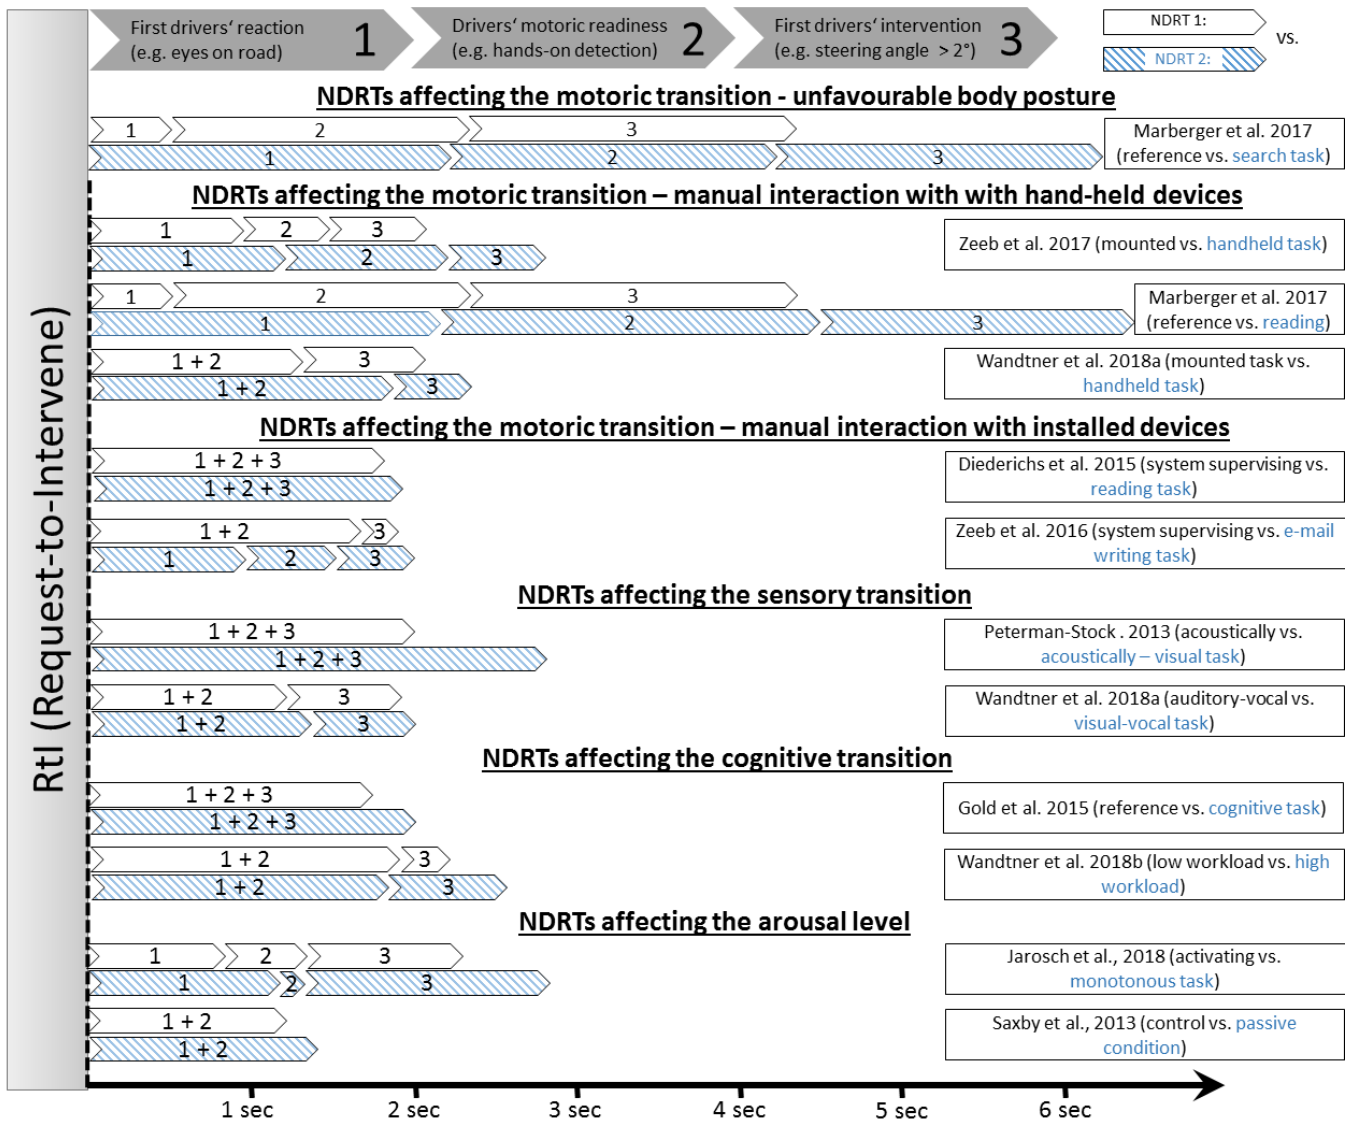 First drivers‘ reaction
(e.g. eyes on road)
1
Drivers‘ motoric readiness
(e.g. hands-on detection)
2
First drivers‘ intervention
(e.g. steering angle > 2°)
3
NDRT 1:
vs.
NDRT 2:
RtI (Request-to-Intervene)
NDRTs affecting the motoric transition - unfavourable body posture
1 2 3
1 2 3
Marberger et al. 2017
(reference vs. search task)
NDRTs affecting the motoric transition – manual interaction with with hand-held devices
1 2 3
1 2 3
Zeeb et al. 2017 (mounted vs. handheld task)
1 2 3
1 2 3
Marberger et al. 2017
(reference vs. reading)
1 + 2 3
1 + 2 3
Wandtner et al. 2018a (mounted task vs.
handheld task)
NDRTs affecting the motoric transition – manual interaction with installed devices
1 + 2 + 3
1 + 2 + 3
Diederichs et al. 2015 (system supervising vs.
reading task)
1 + 2 3
1 2 3
Zeeb et al. 2016 (system supervising vs. e-mail
writing task)
NDRTs affecting the sensory transition
1 + 2 + 3
1 + 2 + 3
Peterman-Stock . 2013 (acoustically vs.
acoustically – visual task)
1 + 2 3
1 + 2 3
Wandtner et al. 2018a (auditory-vocal vs.
visual-vocal task)
NDRTs affecting the cognitive transition
1 + 2 + 3
1 + 2 + 3
Gold et al. 2015 (reference vs. cognitive task)
1 + 2 3
1 + 2 3
Wandtner et al. 2018b (low workload vs. high
workload)
NDRTs affecting the arousal level
1 2 3
1 2 3
Jarosch et al., 2018 (activating vs.
monotonous task)
1 + 2
1 + 2
Saxby et al., 2013 (control vs. passive
condition)
1 sec 2 sec 3 sec 4 sec 5 sec 6 sec